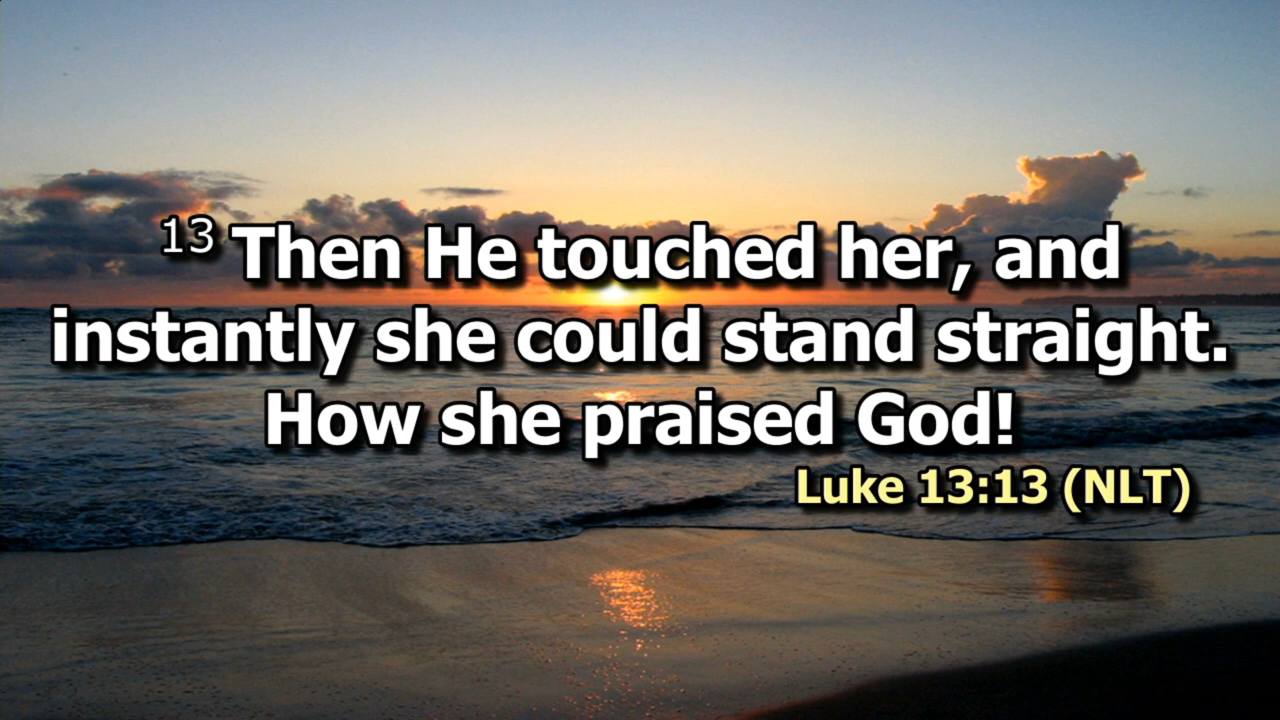 13 Then He touched her, and
instantly she could stand straight.
How she praised God!
Luke 13:13 (NLT)